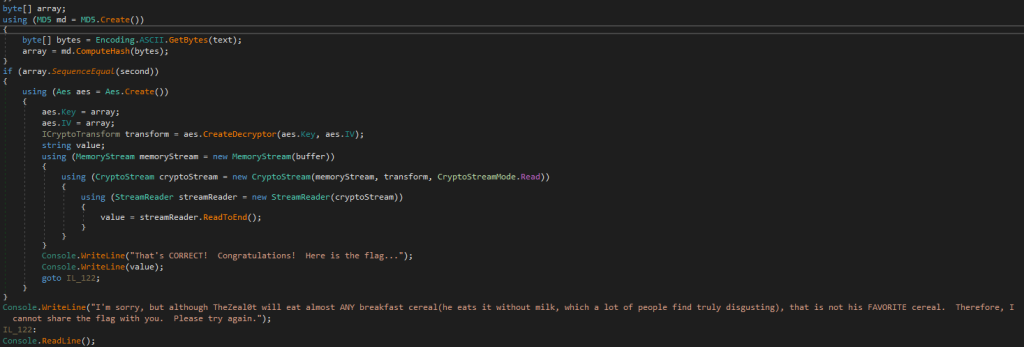 byte[] array;
using (MD5 md = MD5.Create())
{
byte[] bytes = Encoding.ASCII.GetBytes(text);
array = md.ComputeHash(bytes);
}
if (array.SequenceEqual(second))
{
using (Aes aes = Aes.Create())
{
aes.Key = array;
aes.IV = array;
ICryptoTransform transform = aes.CreateDecryptor(aes.Key, aes.IV);
string value;
using (MemoryStream memoryStream = new MemoryStream(buffer))
{
using (CryptoStream cryptoStream = new CryptoStream(memoryStream, transform, CryptoStreamMode.Read))
{
using (StreamReader streamReader = new StreamReader(cryptoStream))
{
value = streamReader.ReadToEnd();
}
}
}
Console.WriteLine("That's CORRECT!  Congratulations!  Here is the flag...");
Console.WriteLine(value);
goto IL_122;
}
}
Console.WriteLine("I'm sorry, but although TheZeal0t will eat almost ANY breakfast cereal(he eats it without milk, which a lot of people find truly disgusting), that is not his FAVORITE cereal.  Therefore, I
cannot share the flag with you.  Please try again.");
IL_122:
Console.ReadLine();